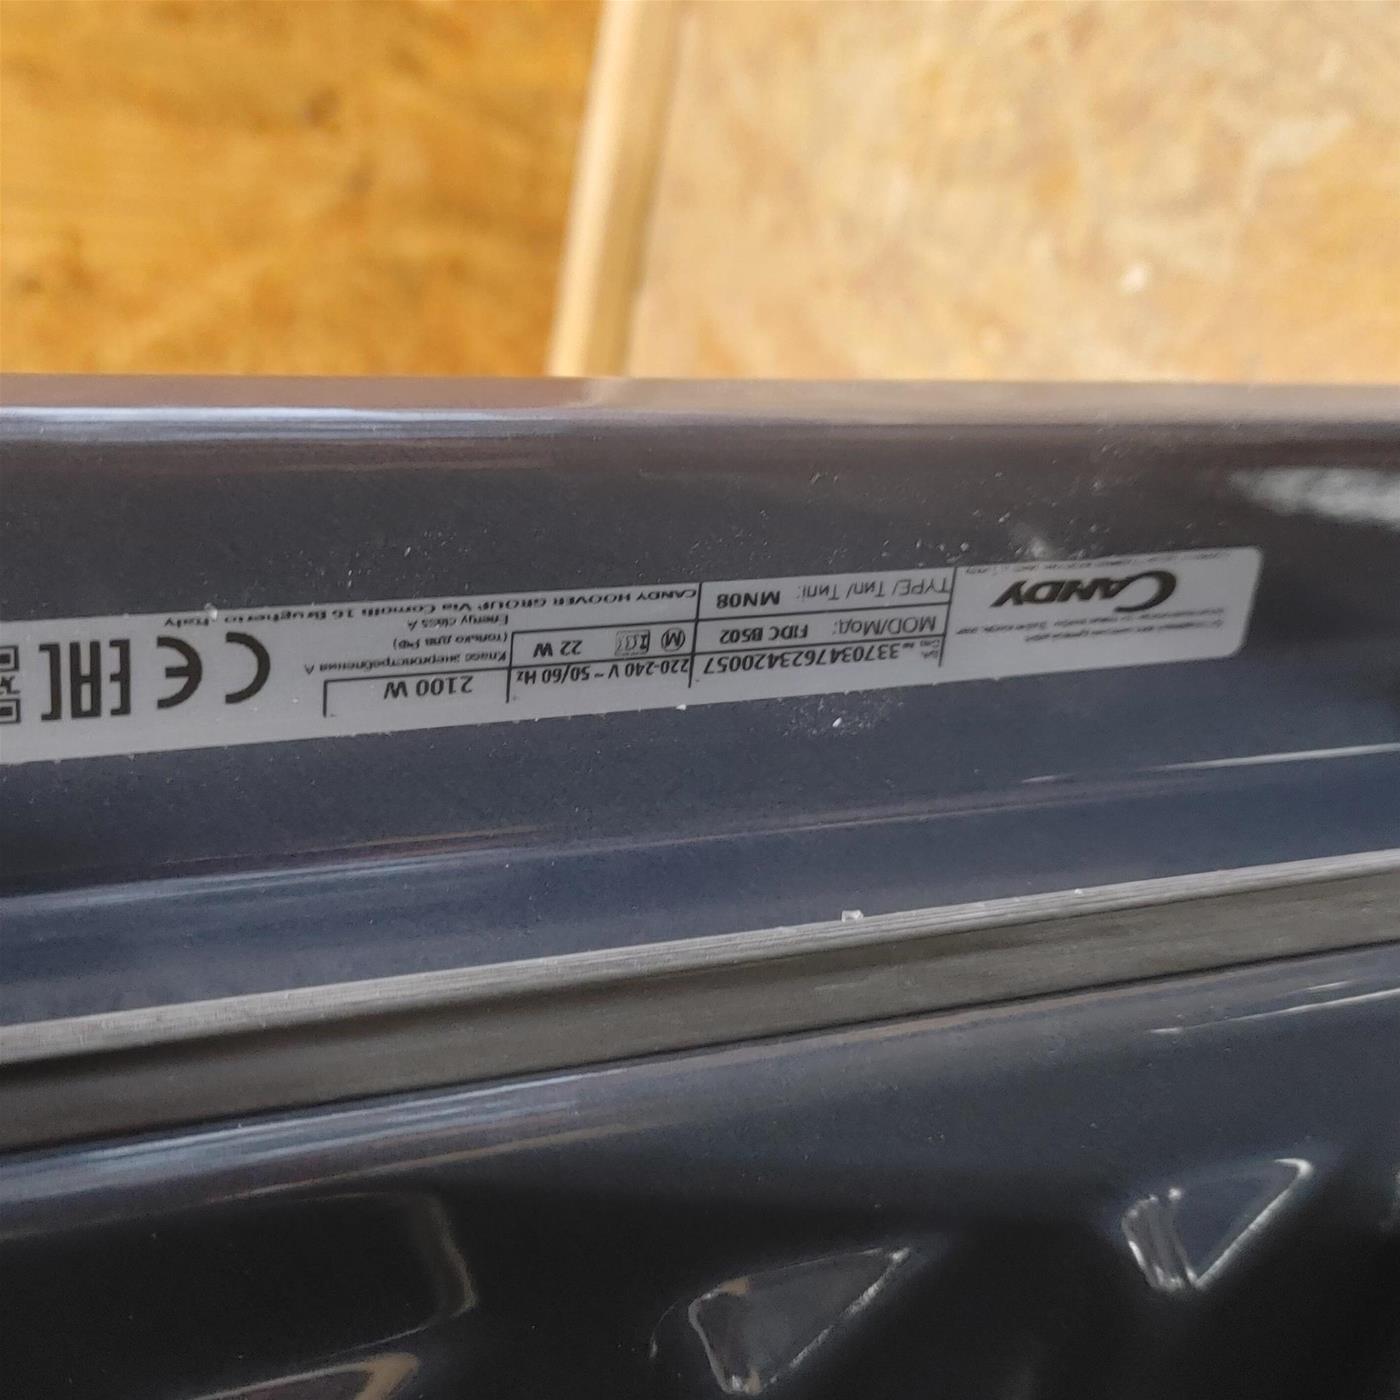 CANDY
TYPE/ Тип/ Тип: MN08
MOD/Мод: FIDC B502
3370347623420057
CANDY HOOVER GROUP Via Comolli 16 Brugherio - Italy
M 22 W
220-240 V ~ 50/60 Hz
2100 W
Energy class A
(только для РФ)
Класс энергопотребления А
CE
EAC